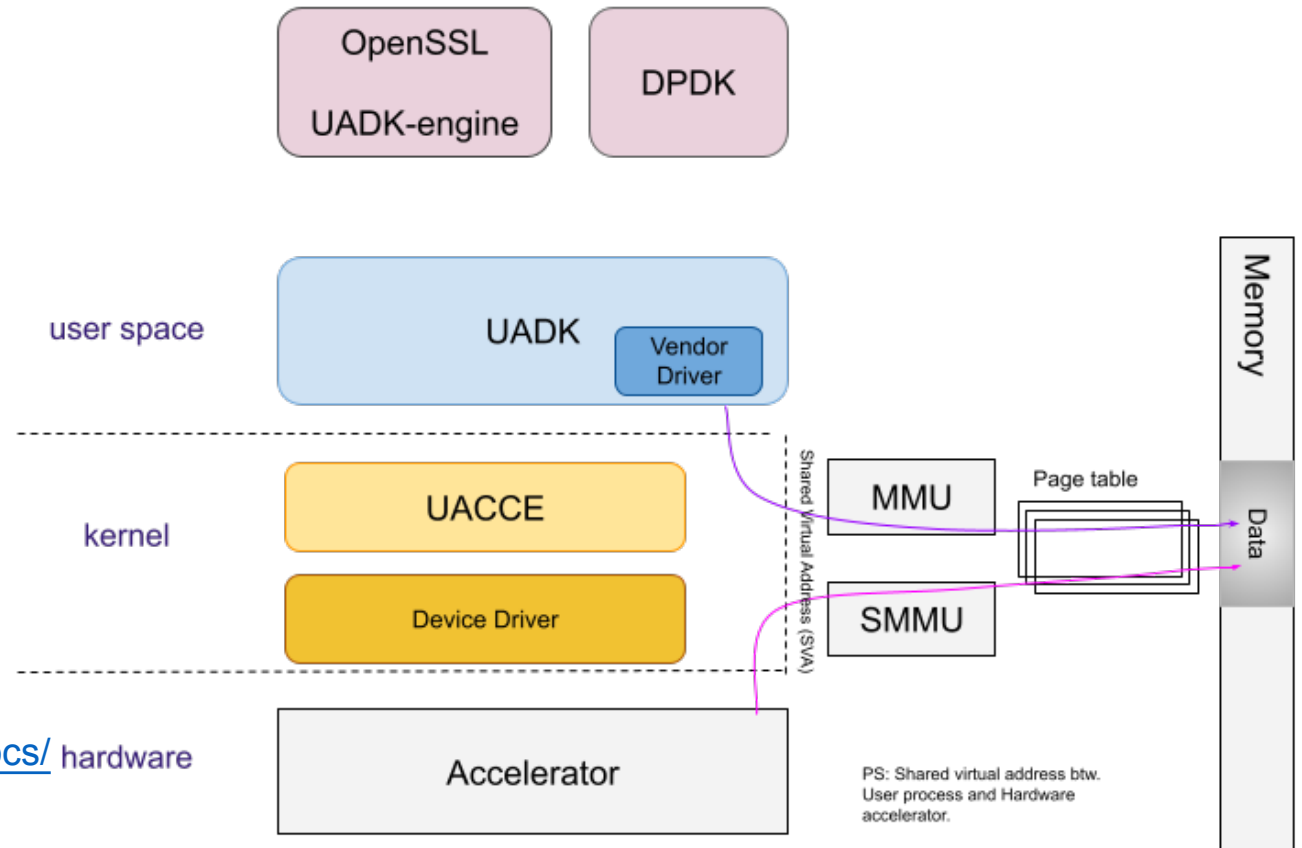 OpenSSL
UADK-engine
DPDK
user space
UADK
Vendor
Driver
Memory
kernel
UACCE
Device Driver
Shared Virtual Address (SVA)
MMU
SMMU
Page table
Data
ocs/
hardware
Accelerator
PS: Shared virtual address btw.
User process and Hardware
accelerator.